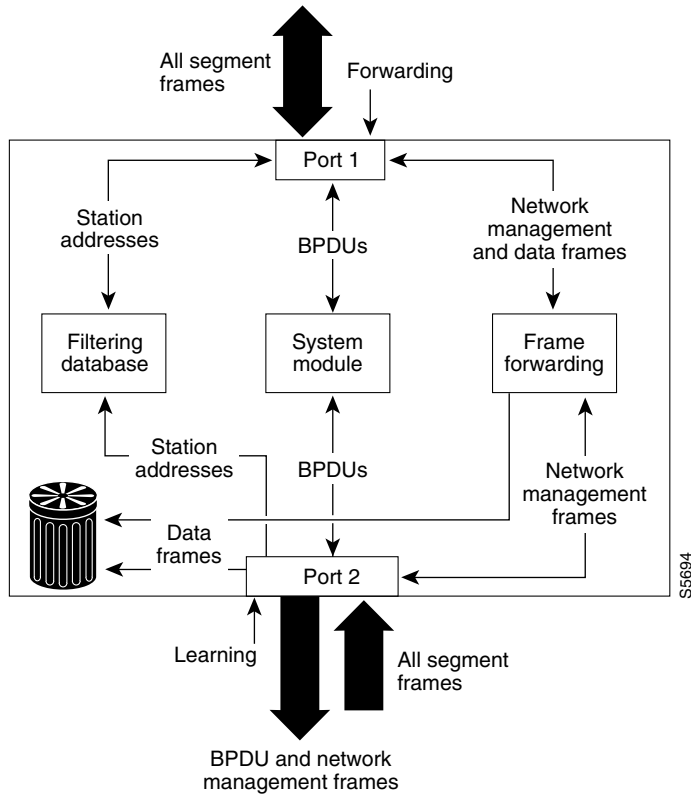 All segment
frames
Forwarding
Port 1
Station
addresses
BPDUs
Network
management
and data frames
Filtering
database
System
module
Frame
forwarding
Station
addresses
BPDUs
Network
management
frames
Data
frames
Port 2
S5694
Learning
All segment
frames
BPDU and network
management frames